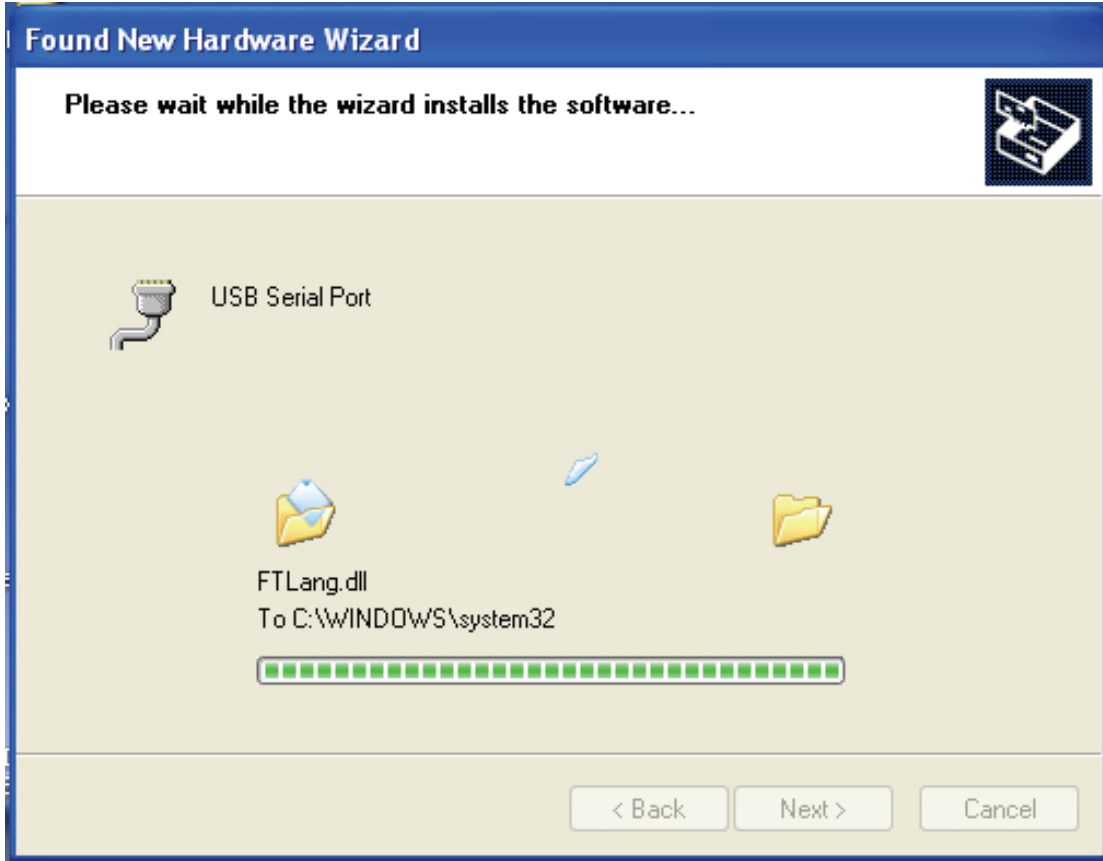 Found New Hardware Wizard
Please wait while the wizard installs the software...
USB Serial Port
FTLang.dll
To C:\WINDOWS\system32
< Back
Next >
Cancel